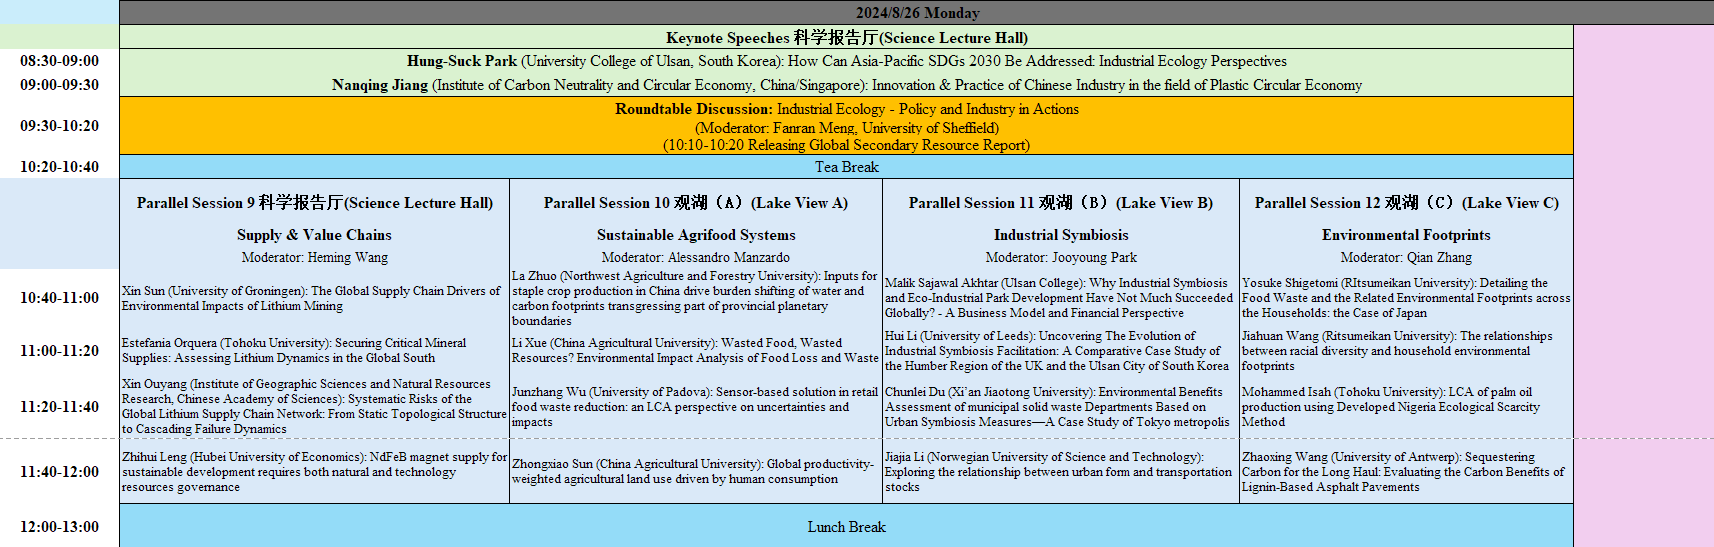 2024/8/26 Monday
Keynote Speeches 科学报告厅(Science Lecture Hall)
08:30-09:00
Hung-Suck Park (University College of Ulsan, South Korea): How Can Asia-Pacific SDGs 2030 Be Addressed: Industrial Ecology Perspectives
09:00-09:30
Nanqing Jiang (Institute of Carbon Neutrality and Circular Economy, China/Singapore): Innovation & Practice of Chinese Industry in the field of Plastic Circular Economy
09:30-10:20
Roundtable Discussion: Industrial Ecology - Policy and Industry in Actions
(Moderator: Fanran Meng, University of Sheffield)
(10:10-10:20 Releasing Global Secondary Resource Report)
10:20-10:40
Tea Break
Parallel Session 9 科学报告厅(Science Lecture Hall)
Supply & Value Chains
Moderator: Heming Wang
Parallel Session 10 观湖（A）(Lake View A)
Sustainable Agrifood Systems
Moderator: Alessandro Manzardo
Parallel Session 11 观湖（B）(Lake View B)
Industrial Symbiosis
Moderator: Jooyoung Park
Parallel Session 12 观湖（C）(Lake View C)
Environmental Footprints
Moderator: Qian Zhang
10:40-11:00
Xin Sun (University of Groningen): The Global Supply Chain Drivers of
Environmental Impacts of Lithium Mining
La Zhuo (Northwest Agriculture and Forestry University): Inputs for
staple crop production in China drive burden shifting of water and
carbon footprints transgressing part of provincial planetary
boundaries
Malik Sajawal Akhtar (Ulsan College): Why Industrial Symbiosis
and Eco-Industrial Park Development Have Not Much Succeeded
Globally? - A Business Model and Financial Perspective
Yosuke Shigetomi (RItsumeikan University): Detailing the
Food Waste and the Related Environmental Footprints across
the Households: the Case of Japan
11:00-11:20
Estefania Orquera (Tohoku University): Securing Critical Mineral
Supplies: Assessing Lithium Dynamics in the Global South
Li Xue (China Agricultural University): Wasted Food, Wasted
Resources? Environmental Impact Analysis of Food Loss and Waste
Hui Li (University of Leeds): Uncovering The Evolution of
Industrial Symbiosis Facilitation: A Comparative Case Study of
the Humber Region of the UK and the Ulsan City of South Korea
Jiahuan Wang (Ritsumeikan University): The relationships
between racial diversity and household environmental
footprints
11:20-11:40
Xin Ouyang (Institute of Geographic Sciences and Natural Resources
Research, Chinese Academy of Sciences): Systematic Risks of the
Global Lithium Supply Chain Network: From Static Topological Structure
to Cascading Failure Dynamics
Junzhang Wu (University of Padova): Sensor-based solution in retail
food waste reduction: an LCA perspective on uncertainties and
impacts
Chunlei Du (Xi’an Jiaotong University): Environmental Benefits
Assessment of municipal solid waste Departments Based on
Urban Symbiosis Measures—A Case Study of Tokyo metropolis
Mohammed Isah (Tohoku University): LCA of palm oil
production using Developed Nigeria Ecological Scarcity
Method
11:40-12:00
Zhihui Leng (Hubei University of Economics): NdFeB magnet supply for
sustainable development requires both natural and technology
resources governance
Zhongxiao Sun (China Agricultural University): Global productivity-
weighted agricultural land use driven by human consumption
Jiajia Li (Norwegian University of Science and Technology):
Exploring the relationship between urban form and transportation
stocks
Zhaoxing Wang (University of Antwerp): Sequestering
Carbon for the Long Haul: Evaluating the Carbon Benefits of
Lignin-Based Asphalt Pavements
12:00-13:00
Lunch Break